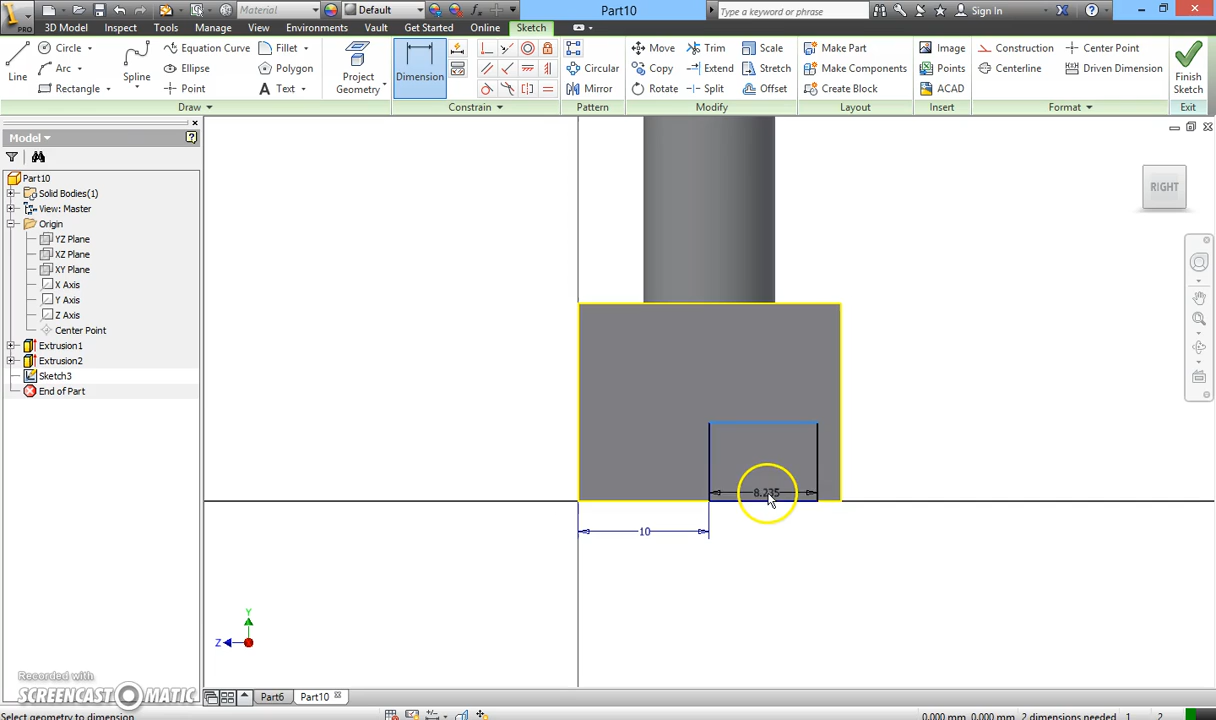 Material
Default
Part10
Type a keyword or phrase
Sign In
PRO
3D Model Inspect Tools Manage View Environments Vault Get Started Online Sketch
Line
Circle
Arc
Rectangle
Spline
Equation Curve
Ellipse
Point
Fillet
Polygon
Text
Project Geometry
Dimension
Circular
Mirror
Move
Copy
Rotate
Trim
Extend
Split
Scale
Stretch
Offset
Make Part
Make Components
Create Block
Image
Points
ACAD
Construction
Centerline
Center Point
Driven Dimension
Finish Sketch
Draw Constrain Pattern Modify Layout Insert Format Exit
Model
Part10
Solid Bodies(1)
View: Master
Origin
YZ Plane
XZ Plane
XY Plane
X Axis
Y Axis
Z Axis
Center Point
Extrusion1
Extrusion2
Sketch3
End of Part
RIGHT
8.235
10
Y
Z
Recorded with
SCREENCAST MATIC
Part6
Part10
Select geometry to dimension
0.000 mm, 0.000 mm 2 dimensions needed 1 2